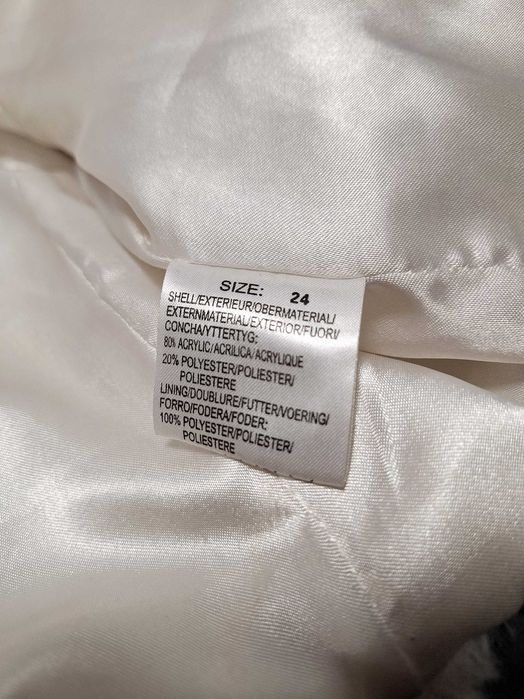 SIZE: 24
SHELL/EXTERIEUR/OBERMATERIAL/
EXTERNMATERIAL/EXTERIOR/FUORI/
CONCHA/YTTERTYG:
80% ACRYLIC/ACRILICA/ACRYLIQUE
20% POLYESTER/POLIESTER/
POLIESTERE
LINING/DOUBLURE/FUTTER/VOERING/
FORRO/FODERA/FODER:
100% POLYESTER/POLIESTER/
POLIESTERE